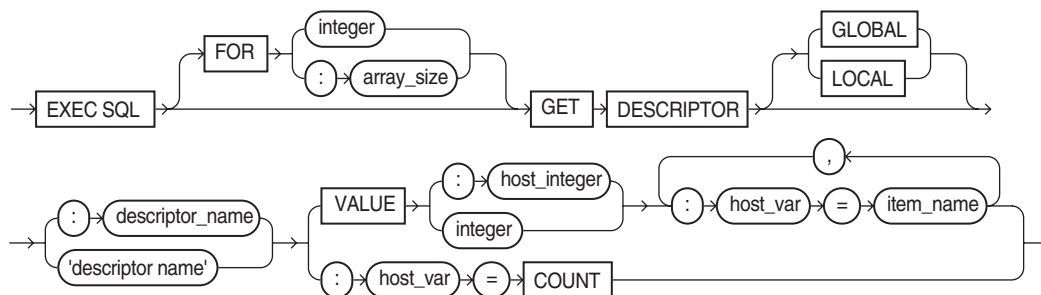 integer
GLOBAL
FOR
: array_size
LOCAL
EXEC SQL
GET DESCRIPTOR
,
: host_integer
: descriptor_name
VALUE
: host_var = item_name
'descriptor name'
integer
: host_var = COUNT